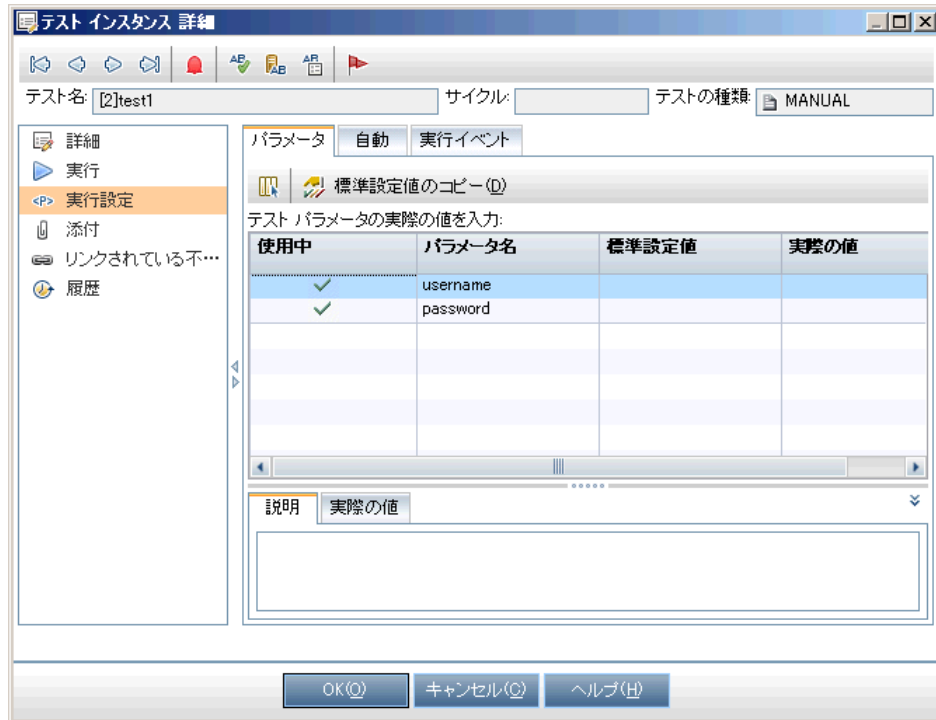 テスト インスタンス 詳細
テスト名: [2]test1 サイクル: テストの種類: MANUAL
詳細
実行
実行設定
添付
リンクされている不…
履歴
パラメータ 自動 実行イベント
標準設定値のコピー(D)
テスト パラメータの実際の値を入力:
使用中 パラメータ名 標準設定値 実際の値
username
password
説明 実際の値
OK(O) キャンセル(C) ヘルプ(H)